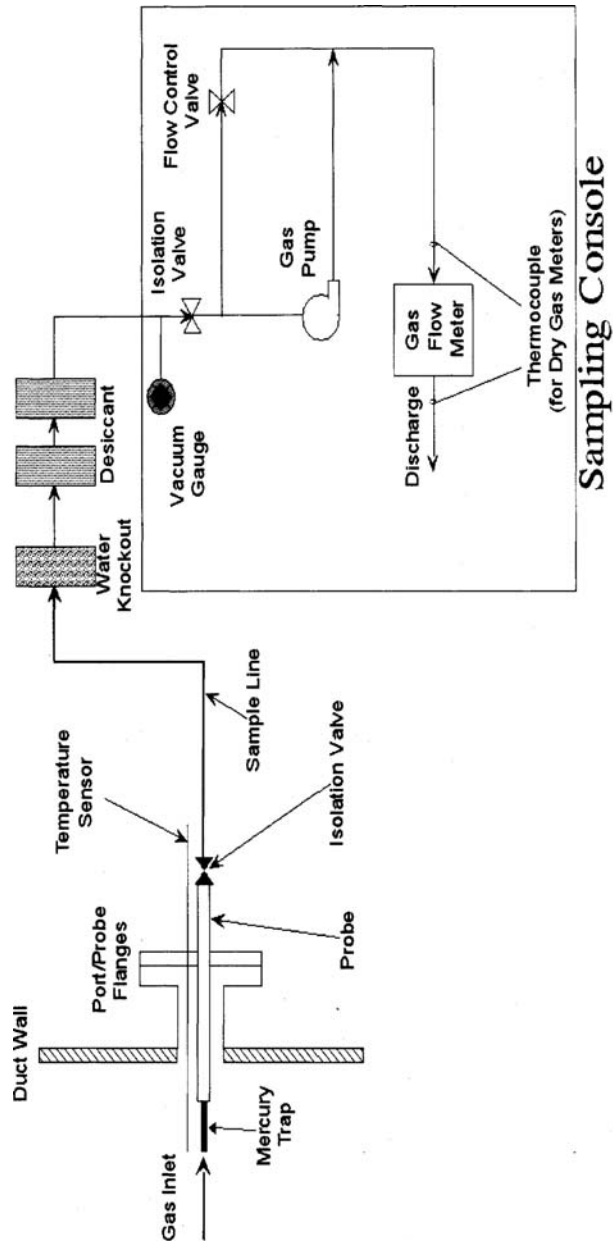 Gas Inlet
Mercury
Trap
Duct Wall
Port/Probe
Flanges
Probe
Temperature
Sensor
Isolation Valve
Sample Line
Water
Knockout
Desiccant
Vacuum
Gauge
Isolation
Valve
Flow Control
Valve
Gas
Pump
Gas
Flow
Meter
Discharge
Thermocouple
(for Dry Gas Meters)
Sampling Console